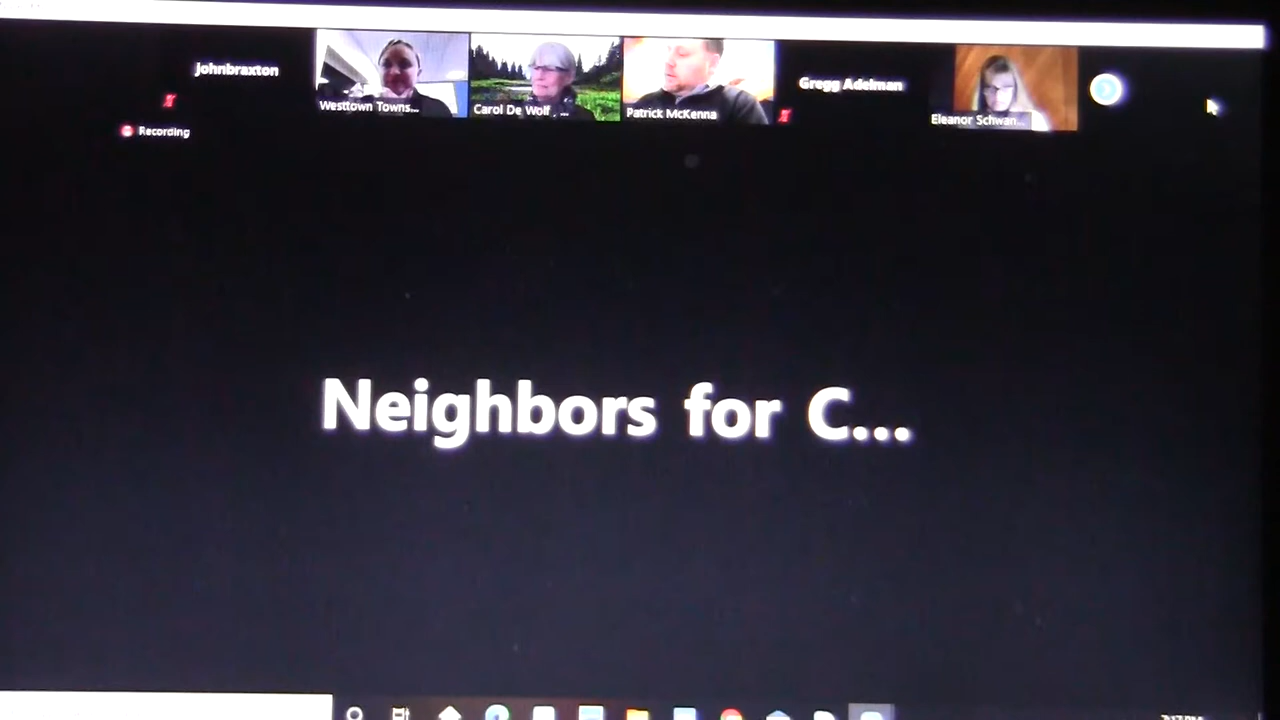 Johnbraxton
Westtown Towns...
Carol De Wolf , ...
Patrick McKenna
Gregg Adelman
Eleanor Schwan...
Recording
Neighbors for C...